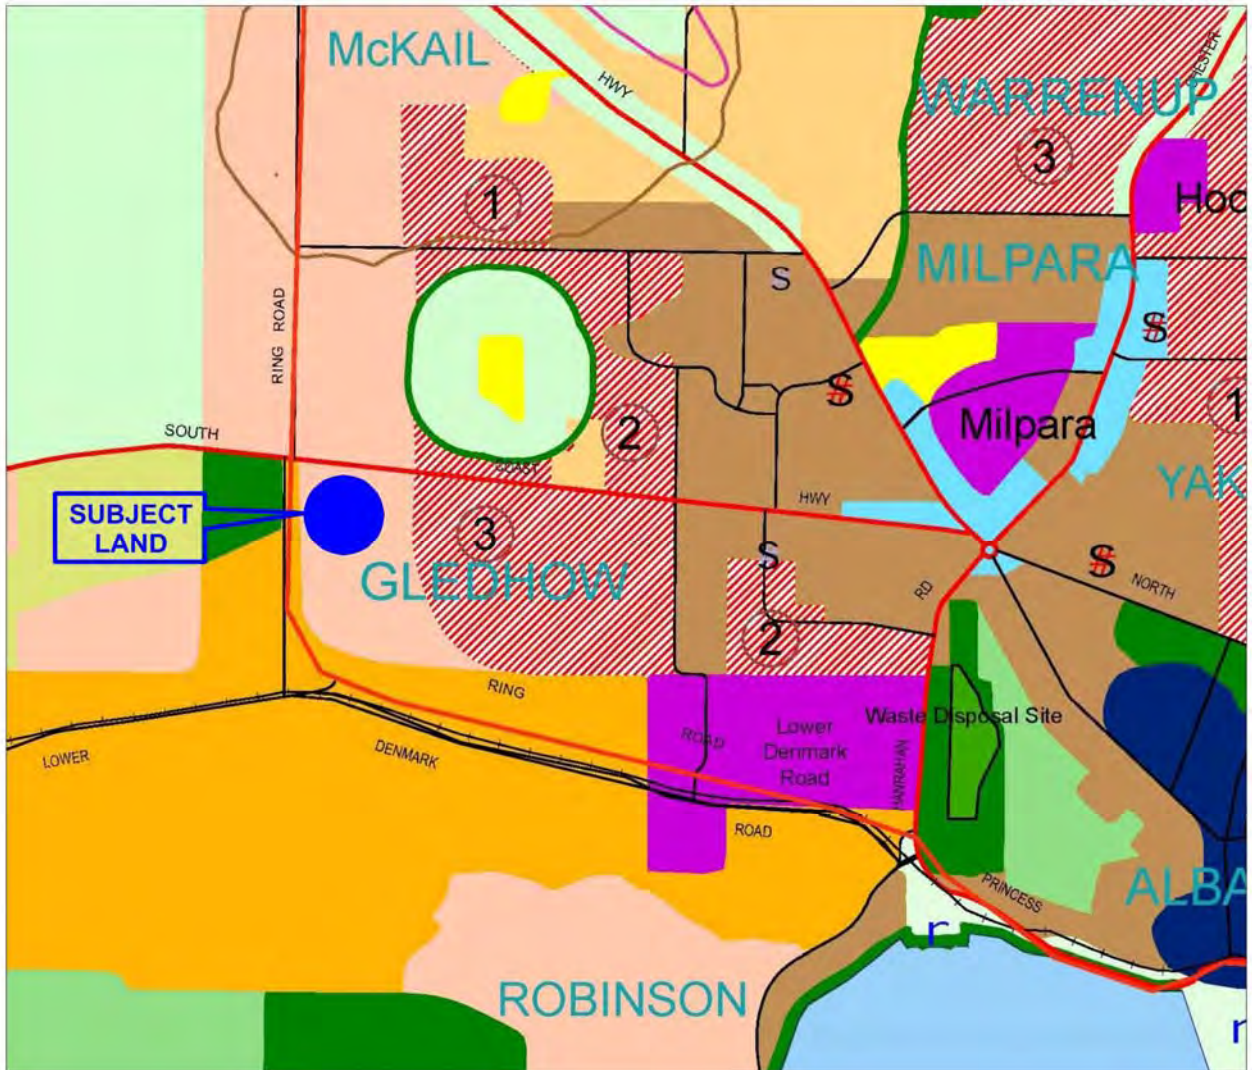 McKAIL
HWY
WARRENUP
3
1
Hoo
MILPARA
S
RING ROAD
S
S
1
SOUTH
2
Milpara
COAST
YAK
HWY
SUBJECT
LAND
3
S
S
NORTH
GLEDHOW
RD
2
RING
Waste Disposal Site
Lower
Denmark
Road
ROAD
LOWER
DENMARK
HANRAHAN
ROAD
PRINCESS
ALBA
r
ROBINSON
r